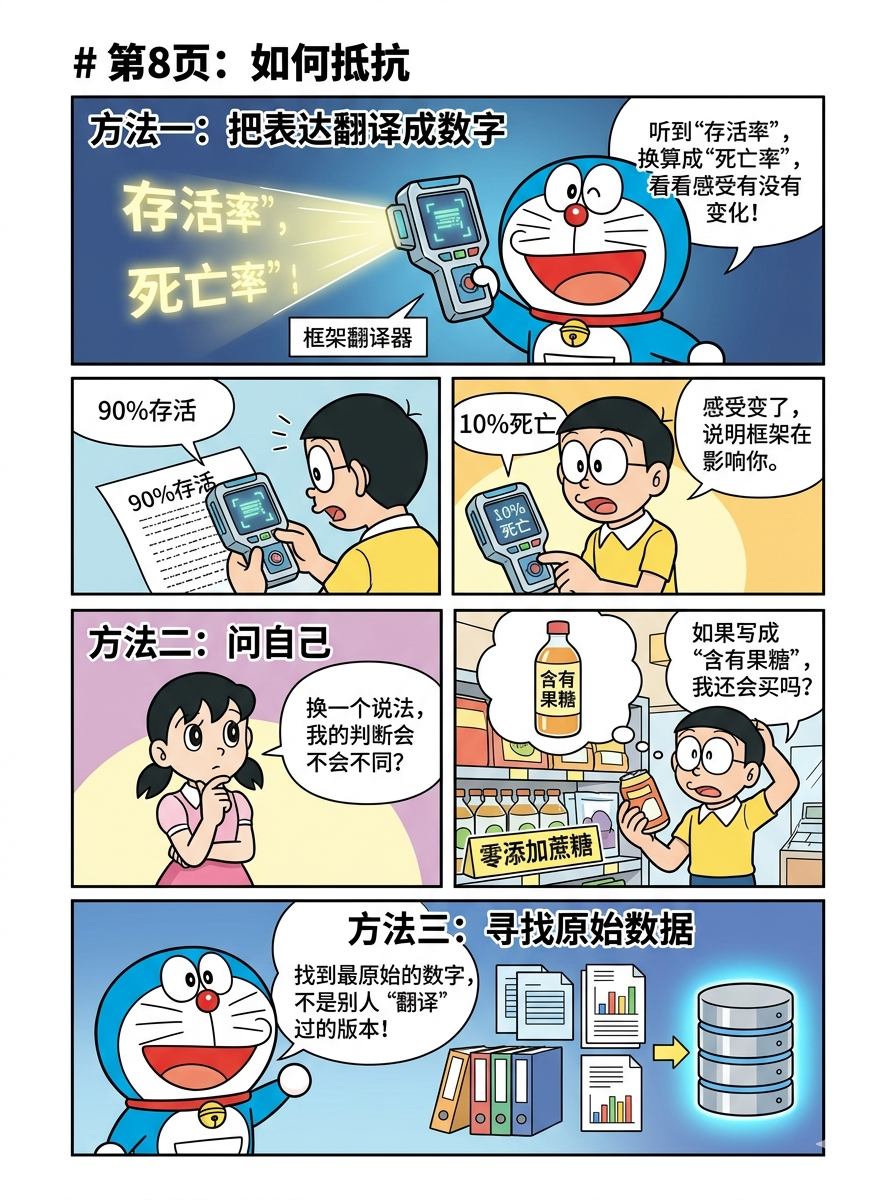 # 第8页：如何抵抗
方法一：把表达翻译成数字
听到“存活率”，
换算成“死亡率”，
看看感受有没有
变化！
存活率”，
死亡率”！
框架翻译器
90%存活
90%存活
10%死亡
10%
死亡
感受变了，
说明框架在
影响你。
方法二：问自己
换一个说法，
我的判断会
不会不同？
含有
果糖
如果写成
“含有果糖”，
我还会买吗？
零添加蔗糖
方法三：寻找原始数据
找到最原始的数字，
不是别人“翻译”
过的版本！